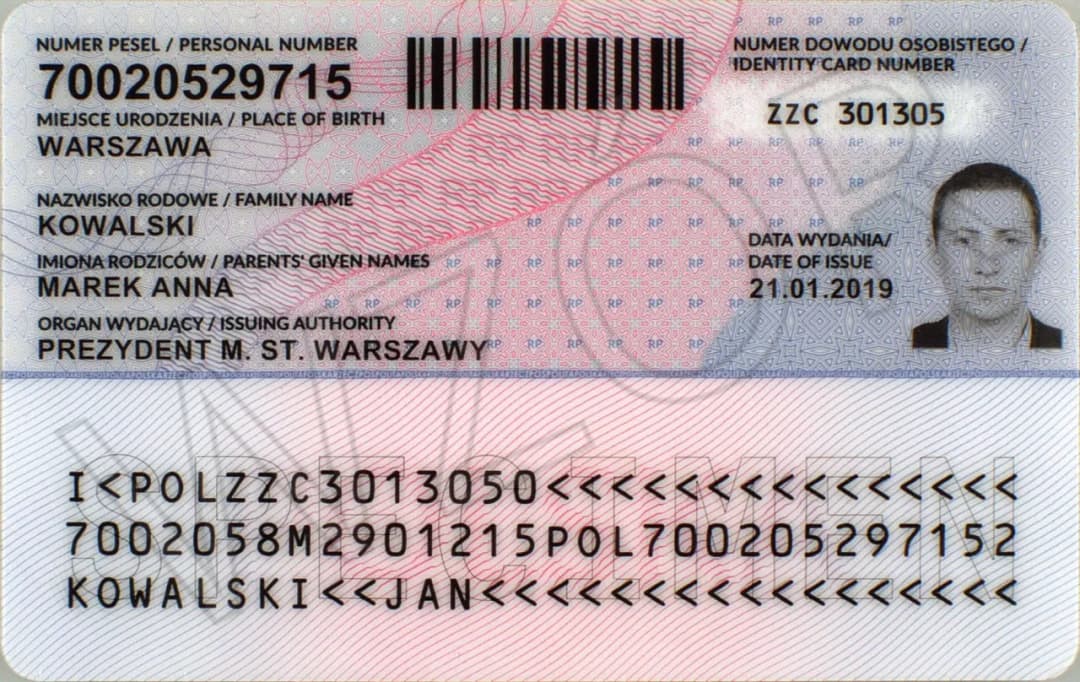 NUMER PESEL / PERSONAL NUMBER
70020529715
MIEJSCE URODZENIA / PLACE OF BIRTH
WARSZAWA
NAZWISKO RODOWE / FAMILY NAME
KOWALSKI
IMIONA RODZICÓW / PARENTS' GIVEN NAMES
MAREK ANNA
ORGAN WYDAJĄCY / ISSUING AUTHORITY
PREZYDENT M. ST. WARSZAWY
NUMER DOWODU OSOBISTEGO /
IDENTITY CARD NUMBER
ZZC 301305
DATA WYDANIA/
DATE OF ISSUE
21.01.2019
WZÓR
SPECIMEN
I<POLZZC3013050<<<<<<<<<<<<<<<
7002058M2901215POL700205297152
KOWALSKI<<JAN<<<<<<<<<<<<<<<<<